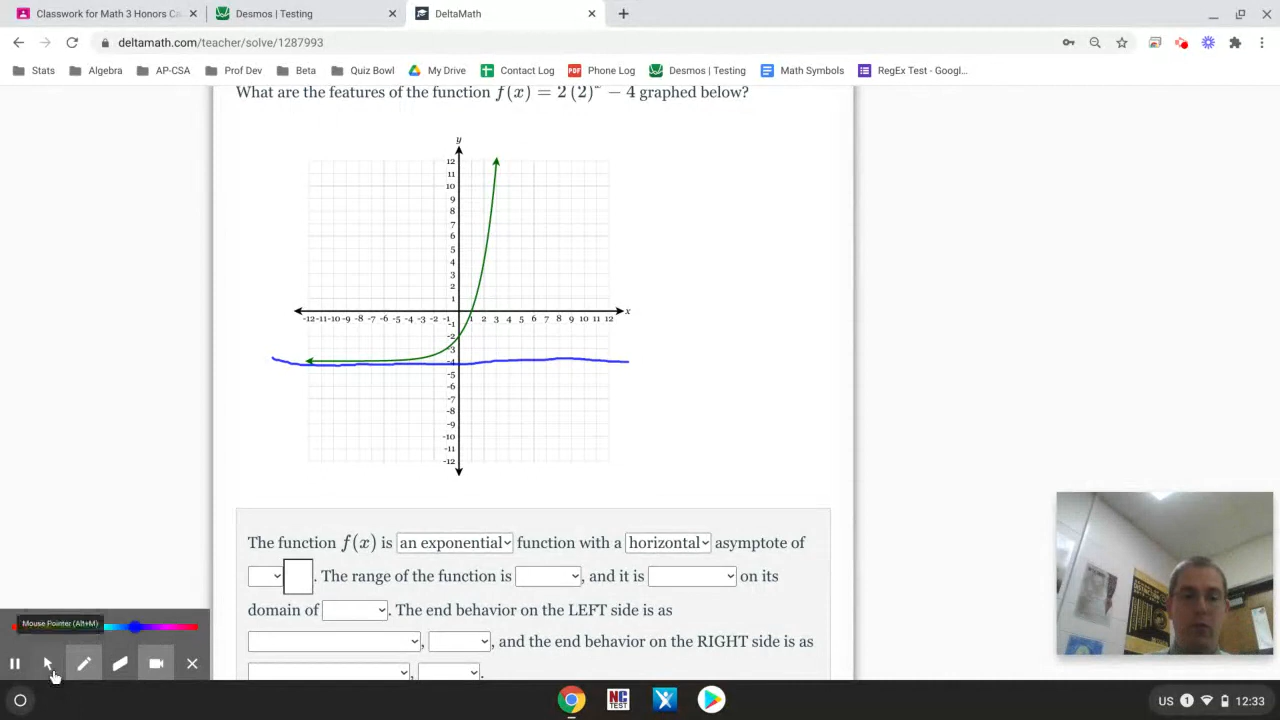 Classwork for Math 3 Honors Ca
Desmos | Testing
DeltaMath
deltamath.com/teacher/solve/1287993
Stats
Algebra
AP-CSA
Prof Dev
Beta
Quiz Bowl
My Drive
Contact Log
PDF Phone Log
Desmos | Testing
Math Symbols
RegEx Test - Googl...
What are the features of the function f(x) = 2(2)ˣ − 4 graphed below?
y
12
11
10
9
8
7
6
5
4
3
2
1
-12 -11 -10 -9 -8 -7 -6 -5 -4 -3 -2 -1 1 2 3 4 5 6 7 8 9 10 11 12 x
-1
-2
-3
-4
-5
-6
-7
-8
-9
-10
-11
-12
The function f(x) is an exponential function with a horizontal asymptote of
. The range of the function is , and it is on its
domain of . The end behavior on the LEFT side is as
, and the end behavior on the RIGHT side is as
, .
Mouse Pointer (Alt+M)
NC
TEST
US 1 12:33